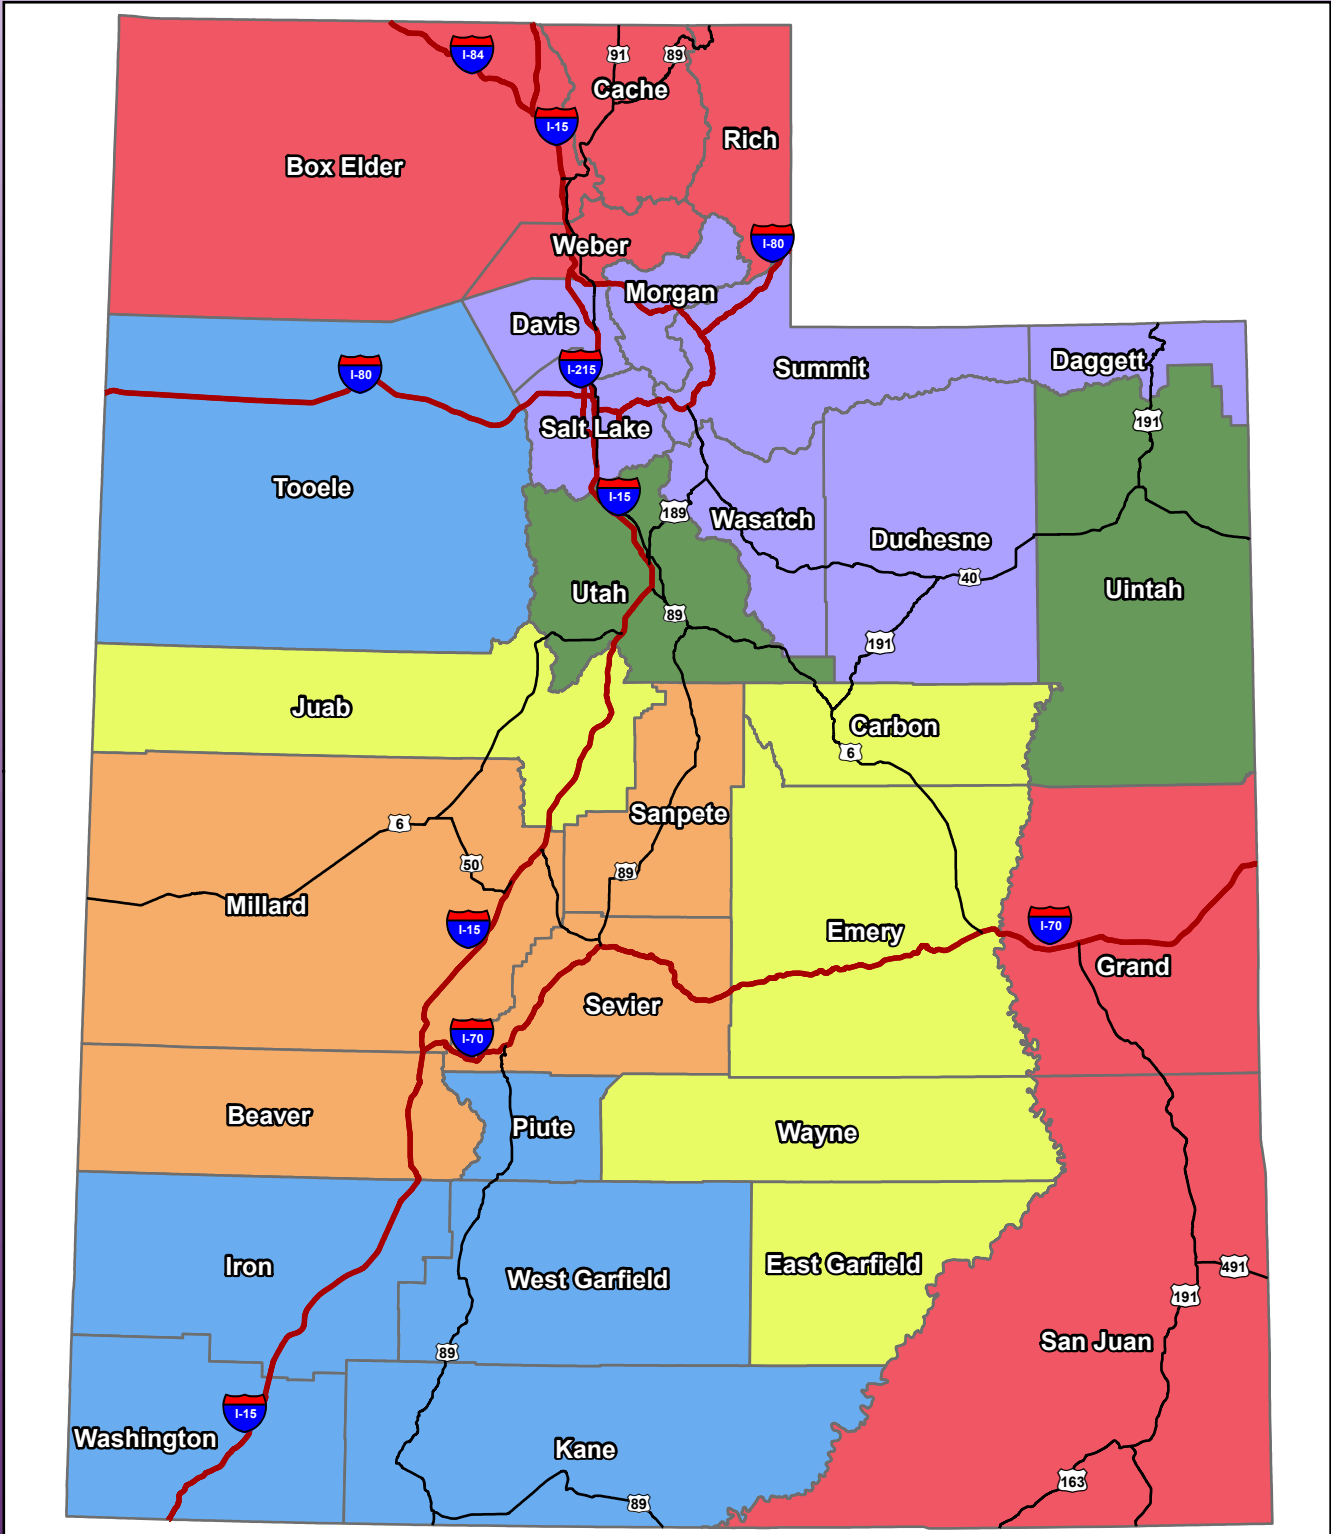 I-84
91
89
Cache
I-15
Rich
Box Elder
Weber
I-80
Morgan
Davis
I-215
I-80
Summit
Daggett
191
Salt Lake
Tooele
I-15
189
Wasatch
Duchesne
40
Utah
89
Uintah
191
Juab
Carbon
6
Sanpete
6
50
89
Millard
I-15
Emery
I-70
Grand
Sevier
I-70
Beaver
Piute
Wayne
Iron
West Garfield
East Garfield
491
191
San Juan
89
I-15
Washington
Kane
163
89